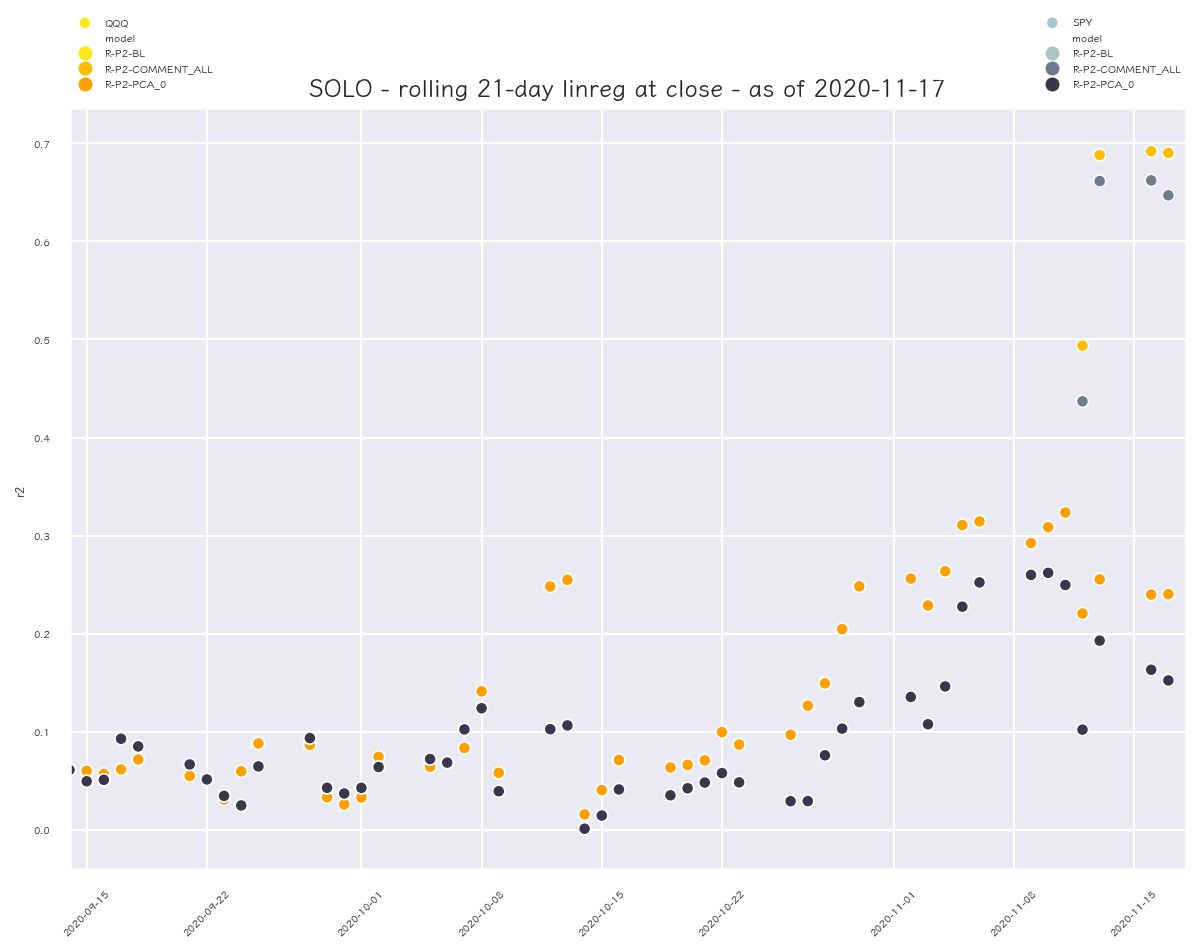 QQQ
model
R-P2-BL
R-P2-COMMENT_ALL
R-P2-PCA_0
SPY
model
R-P2-BL
R-P2-COMMENT_ALL
R-P2-PCA_0
SOLO - rolling 21-day linreg at close - as of 2020-11-17
0.7
0.6
0.5
0.4
0.3
0.2
0.1
0.0
r2
2020-09-15
2020-09-22
2020-10-01
2020-10-08
2020-10-15
2020-10-22
2020-11-01
2020-11-08
2020-11-15